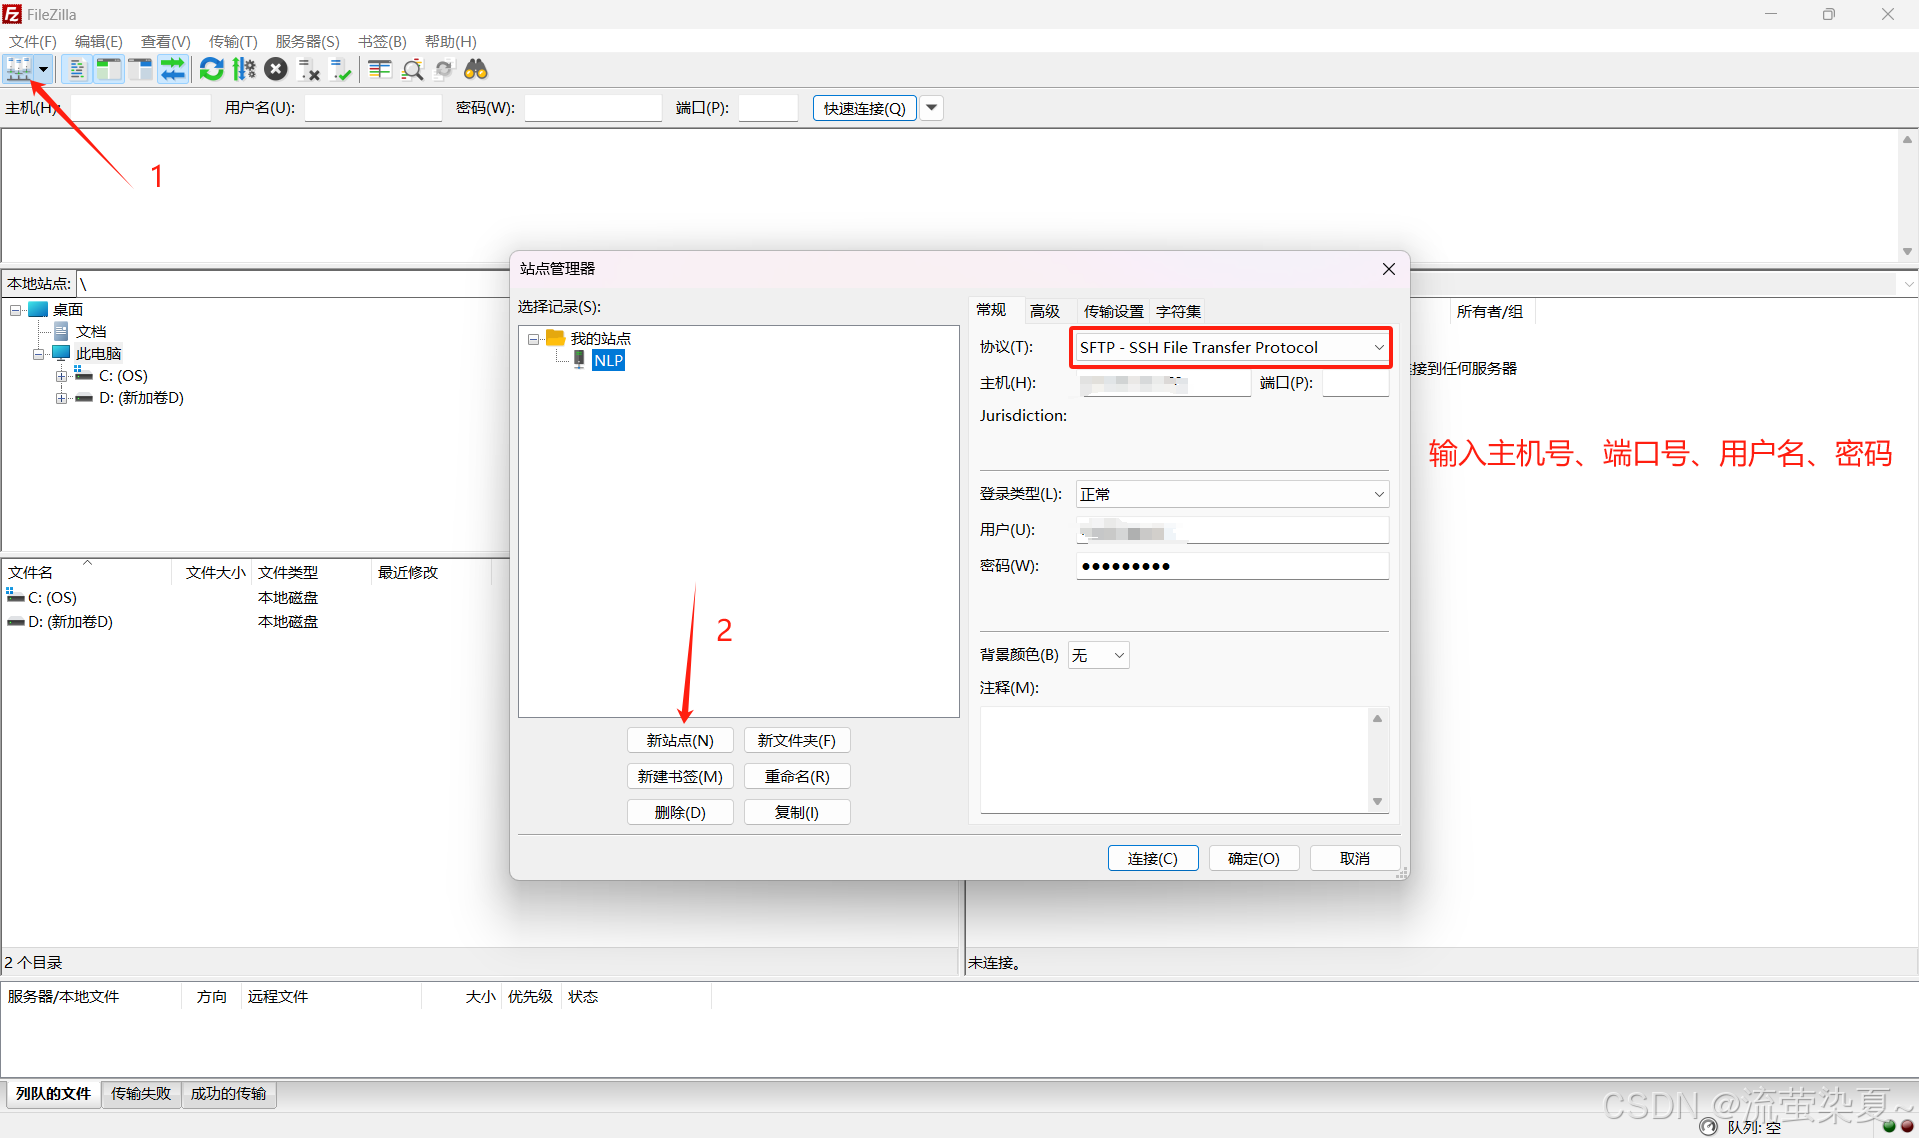 FileZilla
文件(F) 编辑(E) 查看(V) 传输(T) 服务器(S) 书签(B) 帮助(H)
主机(H): 用户名(U): 密码(W): 端口(P): 快速连接(Q)
1
本地站点: \
桌面
文档
此电脑
C: (OS)
D: (新加卷D)
文件名 文件大小 文件类型 最近修改
C: (OS) 本地磁盘
D: (新加卷D) 本地磁盘
2 个目录
站点管理器
选择记录(S):
我的站点
NLP
2
新站点(N) 新文件夹(F)
新建书签(M) 重命名(R)
删除(D) 复制(I)
常规 高级 传输设置 字符集
协议(T): SFTP - SSH File Transfer Protocol
主机(H): 端口(P):
Jurisdiction:
登录类型(L): 正常
用户(U):
密码(W): ●●●●●●●●●
背景颜色(B) 无
注释(M):
连接(C) 确定(O) 取消
所有者/组
接到任何服务器
输入主机号、端口号、用户名、密码
未连接。
服务器/本地文件 方向 远程文件 大小 优先级 状态
列队的文件 传输失败 成功的传输
CSDN @流萤染夏~
队列: 空